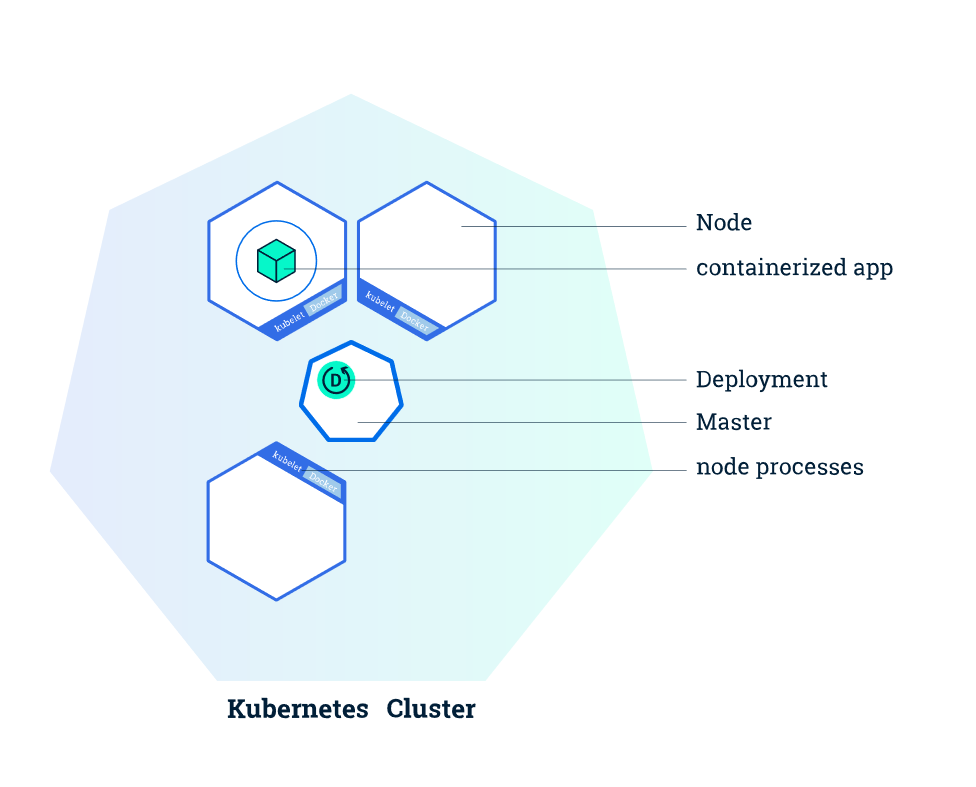 Node
containerized app
kubelet Docker
kubelet Docker
D
Deployment
Master
kubelet Docker
node processes
Kubernetes Cluster